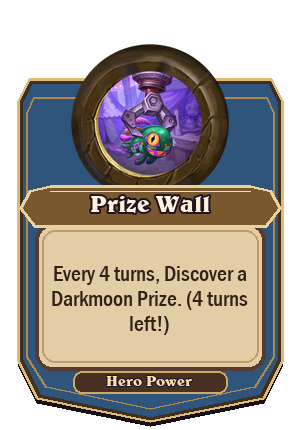 Prize Wall
Every 4 turns, Discover a
Darkmoon Prize. (4 turns
left!)
Hero Power